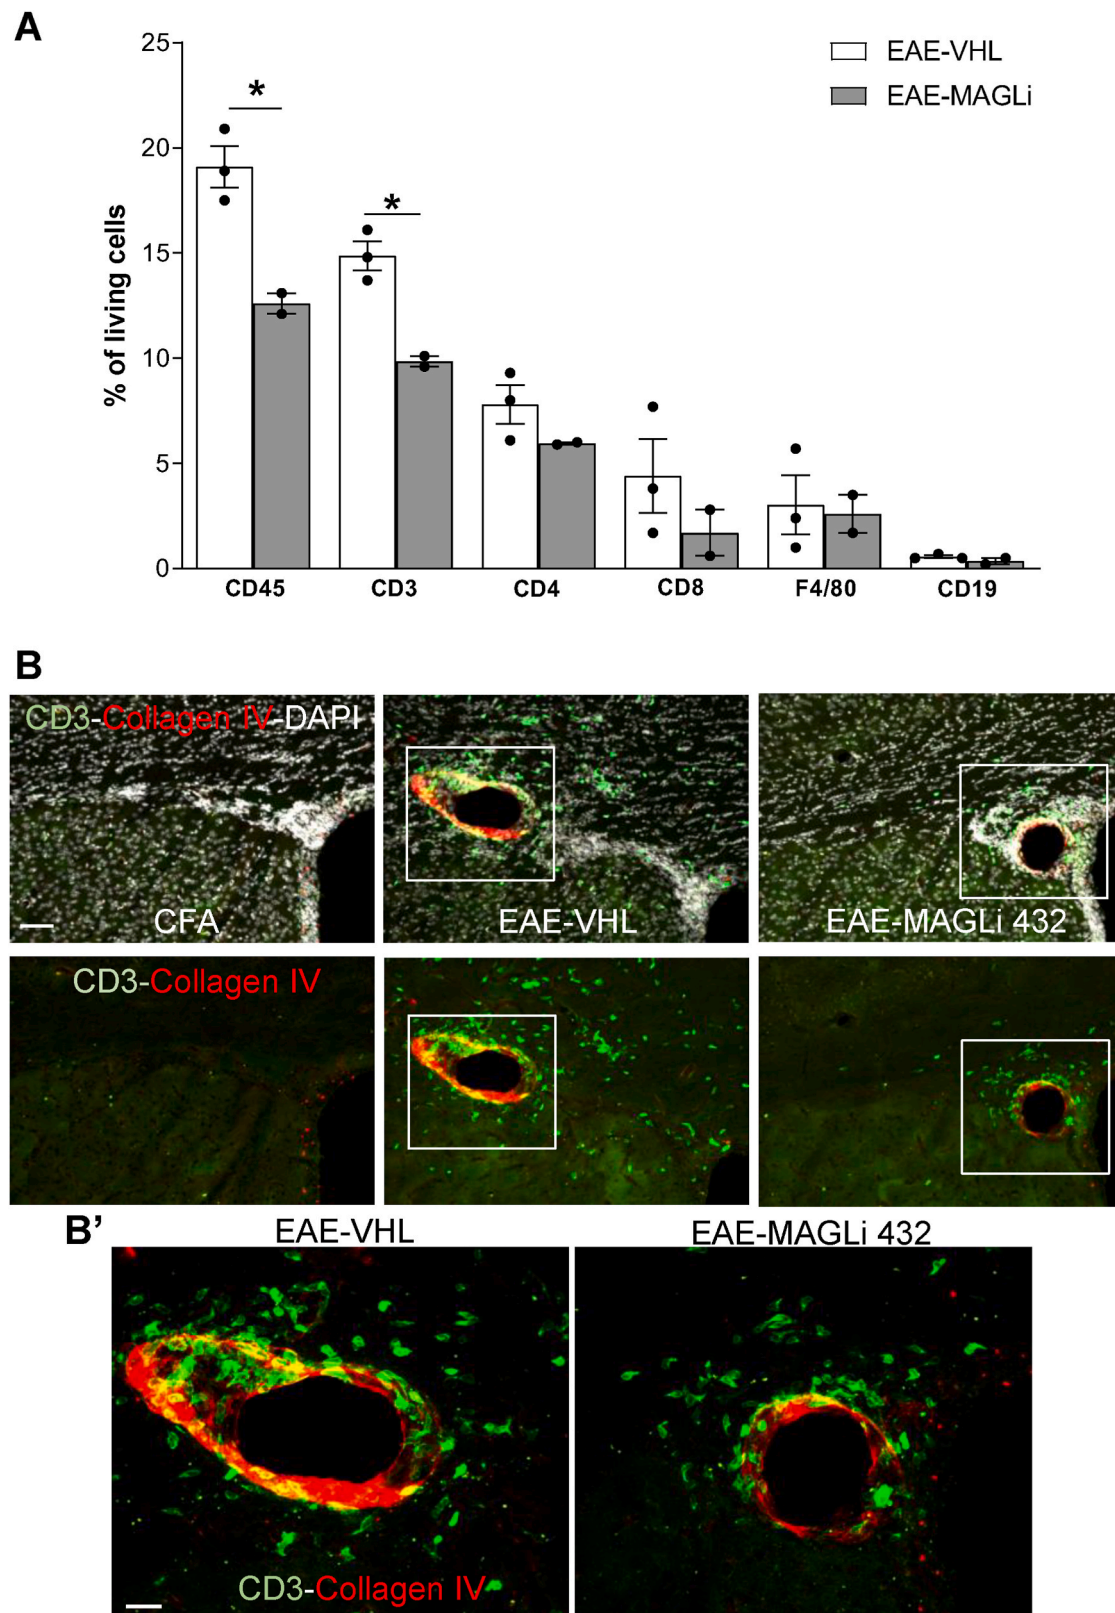 A
25
20
15
10
5
0
% of living cells
EAE-VHL
EAE-MAGLi
*
*
CD45 CD3 CD4 CD8 F4/80 CD19
B
CD3-Collagen IV-DAPI
CFA EAE-VHL EAE-MAGLi 432
CD3-Collagen IV
B’ EAE-VHL EAE-MAGLi 432
CD3-Collagen IV